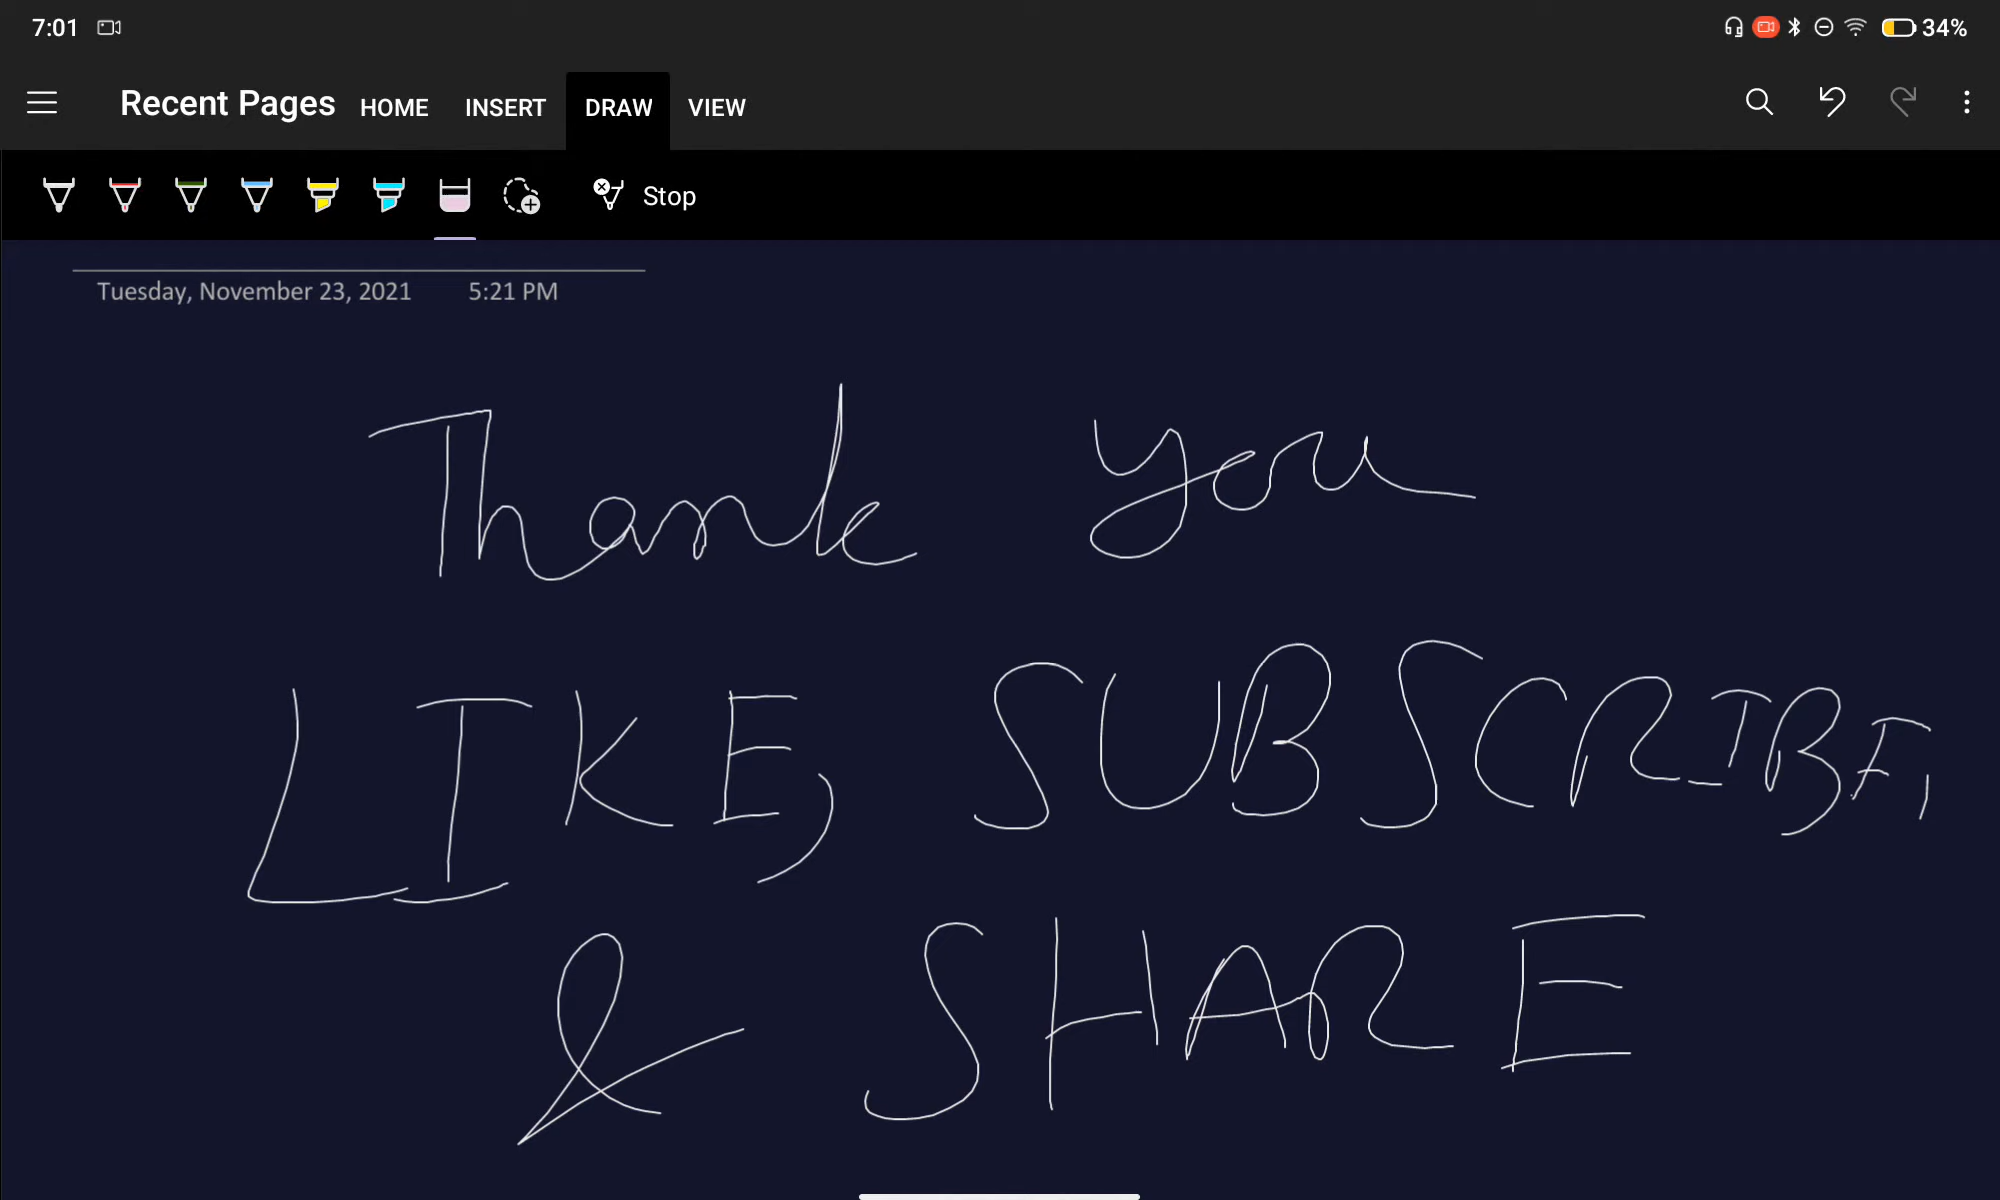 7:01 34%
Recent Pages HOME INSERT DRAW VIEW
Stop
Tuesday, November 23, 2021 5:21 PM
Thank you
LIKE, SUBSCRIBE,
& SHARE